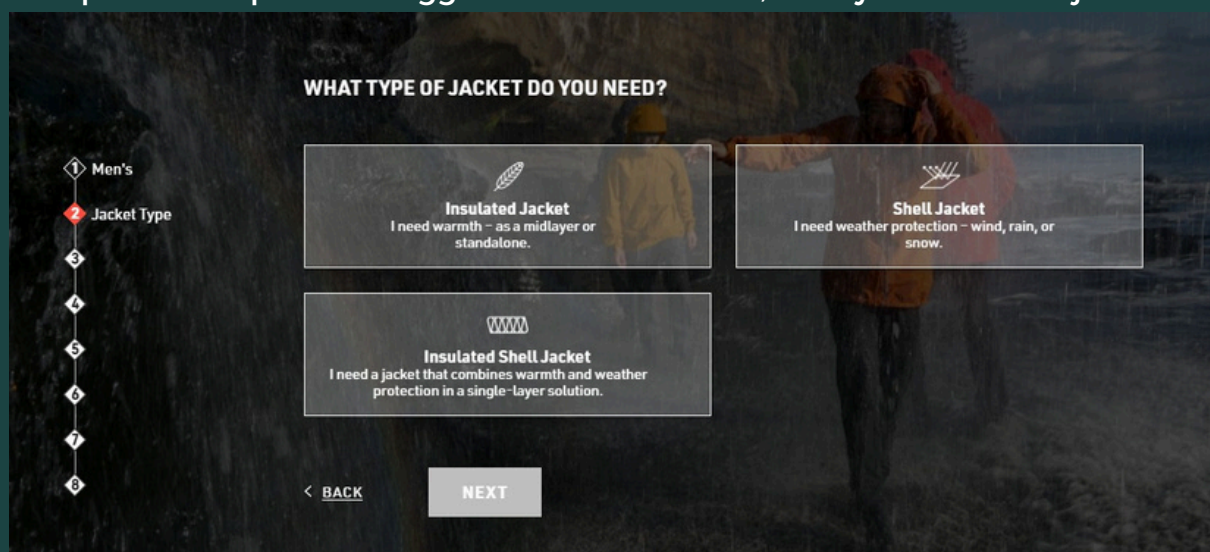 WHAT TYPE OF JACKET DO YOU NEED?
1 Men's
2 Jacket Type
3
4
5
6
7
8
Insulated Jacket
I need warmth – as a midlayer or
standalone.
Shell Jacket
I need weather protection – wind, rain, or
snow.
Insulated Shell Jacket
I need a jacket that combines warmth and weather
protection in a single-layer solution.
< BACK
NEXT